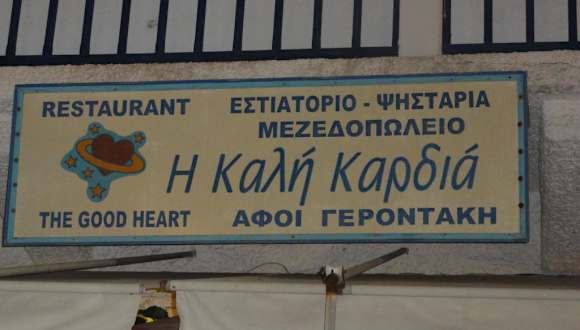 RESTAURANT
ΕΣΤΙΑΤΟΡΙΟ - ΨΗΣΤΑΡΙΑ
ΜΕΖΕΔΟΠΩΛΕΙΟ
Η Καλή Καρδιά
THE GOOD HEART
ΑΦΟΙ ΓΕΡΟΝΤΑΚΗ